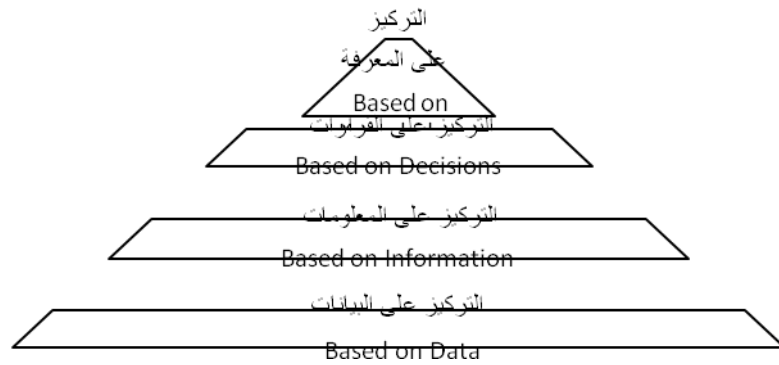 التركيز
على المعرفة
Based on
التركيز على القرارات
Based on Decisions
التركيز على المعلومات
Based on Information
التركيز على البيانات
Based on Data